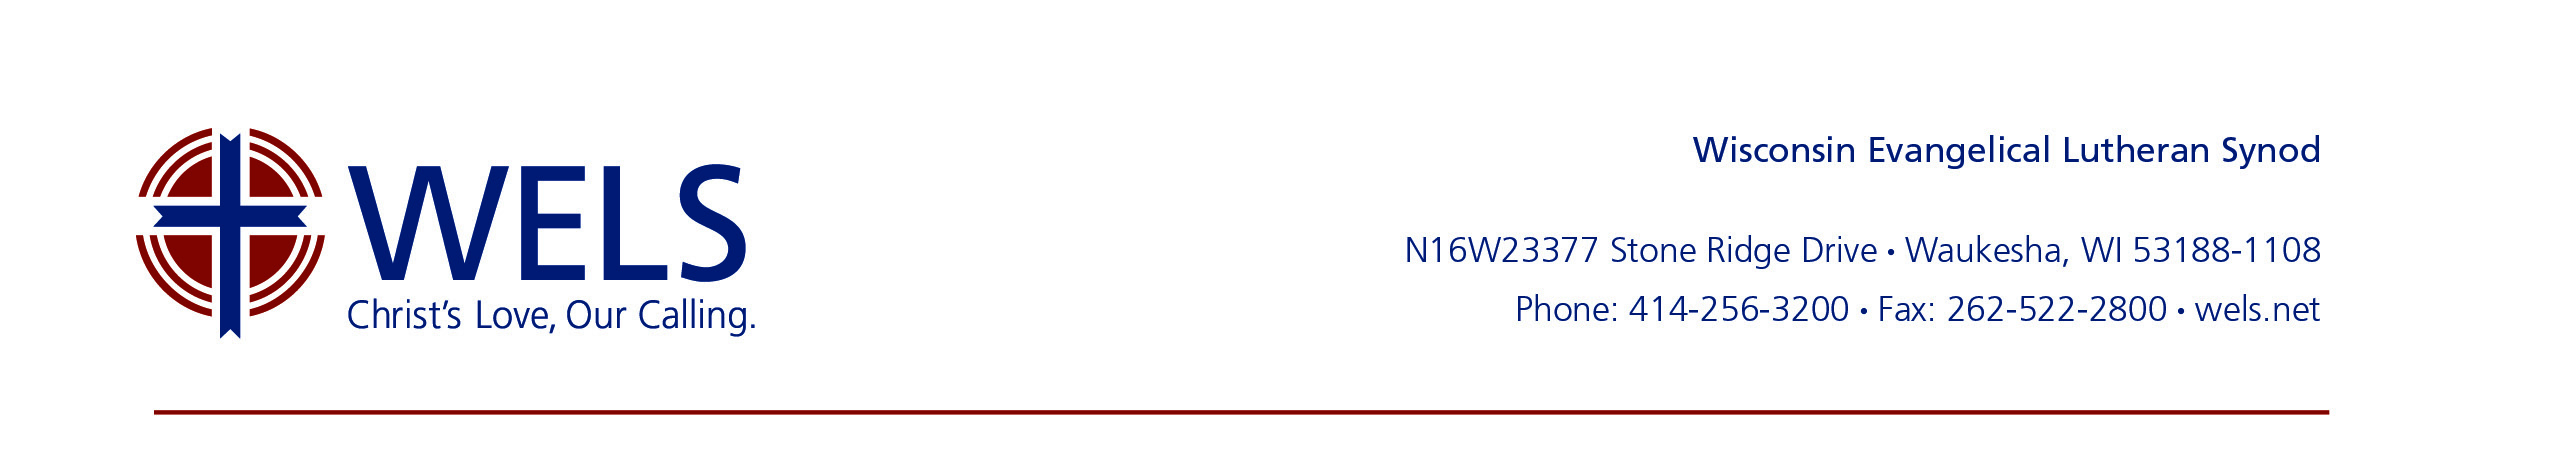 WELS
Christ's Love, Our Calling.
Wisconsin Evangelical Lutheran Synod
N16W23377 Stone Ridge Drive • Waukesha, WI 53188-1108
Phone: 414-256-3200 • Fax: 262-522-2800 • wels.net